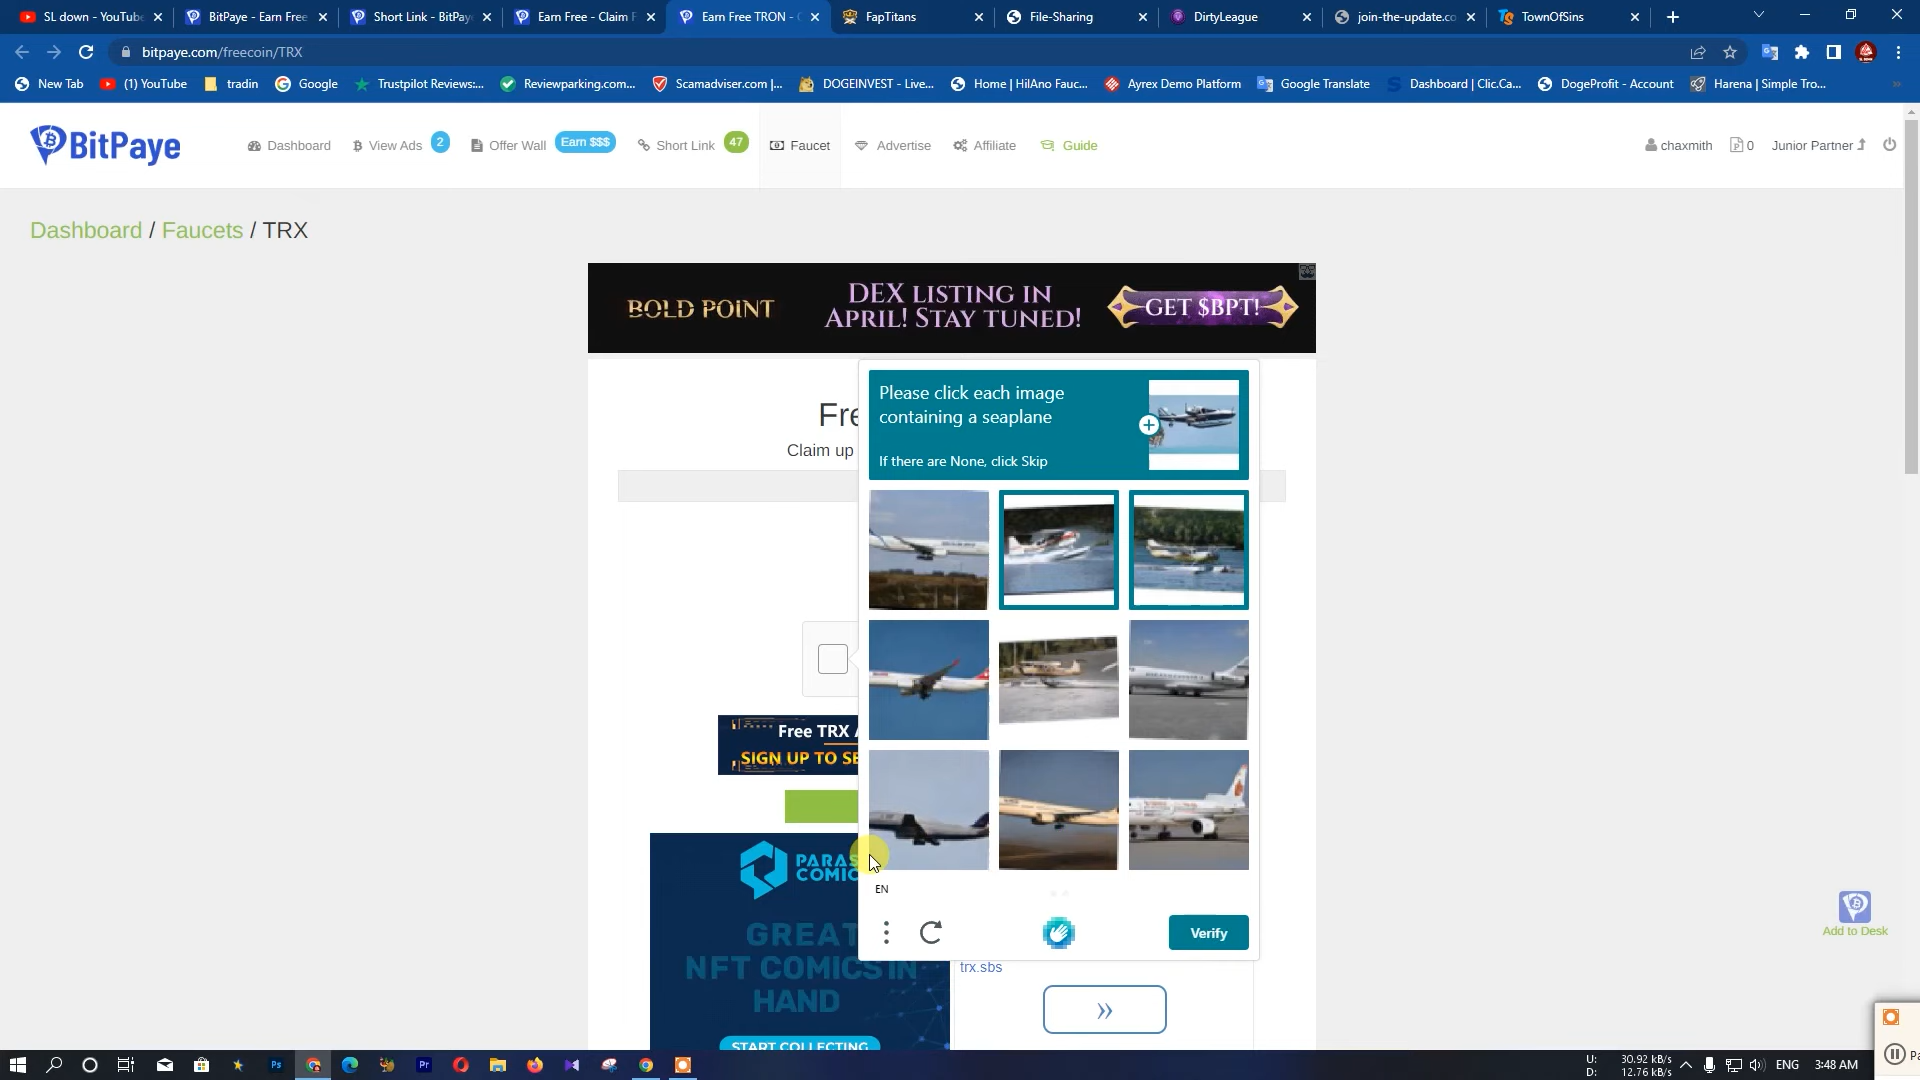 SL down - YouTube
BitPaye - Earn Free
Short Link - BitPay
Earn Free - Claim F
Earn Free TRON - C
FapTitans
File-Sharing
DirtyLeague
join-the-update.co
TownOfSins
bitpaye.com/freecoin/TRX
New Tab
(1) YouTube
tradin
Google
Trustpilot Reviews:...
Reviewparking.com...
Scamadviser.com |...
DOGEINVEST - Live...
Home | HilAno Fauc...
Ayrex Demo Platform
Google Translate
Dashboard | Clic.Ca...
DogeProfit - Account
Harena | Simple Tro...
BitPaye
Dashboard
View Ads 2
Offer Wall Earn $$$
Short Link 47
Faucet
Advertise
Affiliate
Guide
chaxmith
0
Junior Partner
Dashboard / Faucets / TRX
BOLD POINT
DEX LISTING IN
APRIL! STAY TUNED!
GET $BPT!
Fre
Claim up
Please click each image
containing a seaplane
If there are None, click Skip
Free TRX A
SIGN UP TO SE
PARAS
COMIC
EN
Verify
GREAT
NFT COMICS IN
HAND
START COLLECTING
trx.sbs
»
Add to Desk
Ps
Pr
U: 30.92 kB/s
D: 12.76 kB/s
ENG
3:48 AM